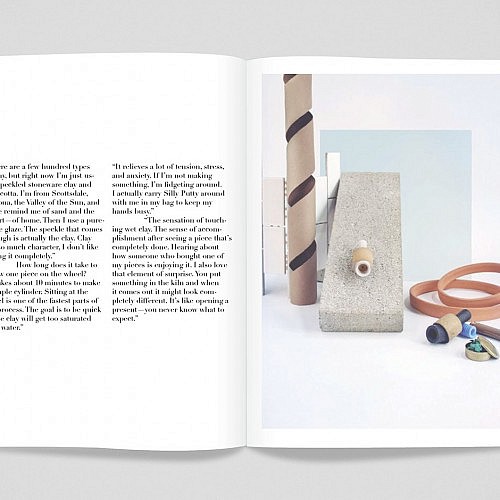 re are a few hundred types
ay, but right now I'm just us-
peckled stoneware clay and
cotta. I'm from Scottsdale,
ona, the Valley of the Sun, and
e remind me of sand and the
rt—of home. Then I use a pure-
e glaze. The speckle that comes
ugh is actually the clay. Clay
so much character, I don't like
ng it completely."
How long does it take to
w one piece on the wheel?
akes about 10 minutes to make
ple cylinder. Sitting at the
el is one of the fastest parts of
process. The goal is to be quick
e clay will get too saturated
water."
"It relieves a lot of tension, stress,
and anxiety. If I'm not making
something, I'm fidgeting around.
I actually carry Silly Putty around
with me in my bag to keep my
hands busy."
"The sensation of touch-
ing wet clay. The sense of accom-
plishment after seeing a piece that's
completely done. Hearing about
how someone who bought one of
my pieces is enjoying it. I also love
that element of surprise. You put
something in the kiln and when
it comes out it might look com-
pletely different. It's like opening a
present—you never know what to
expect."